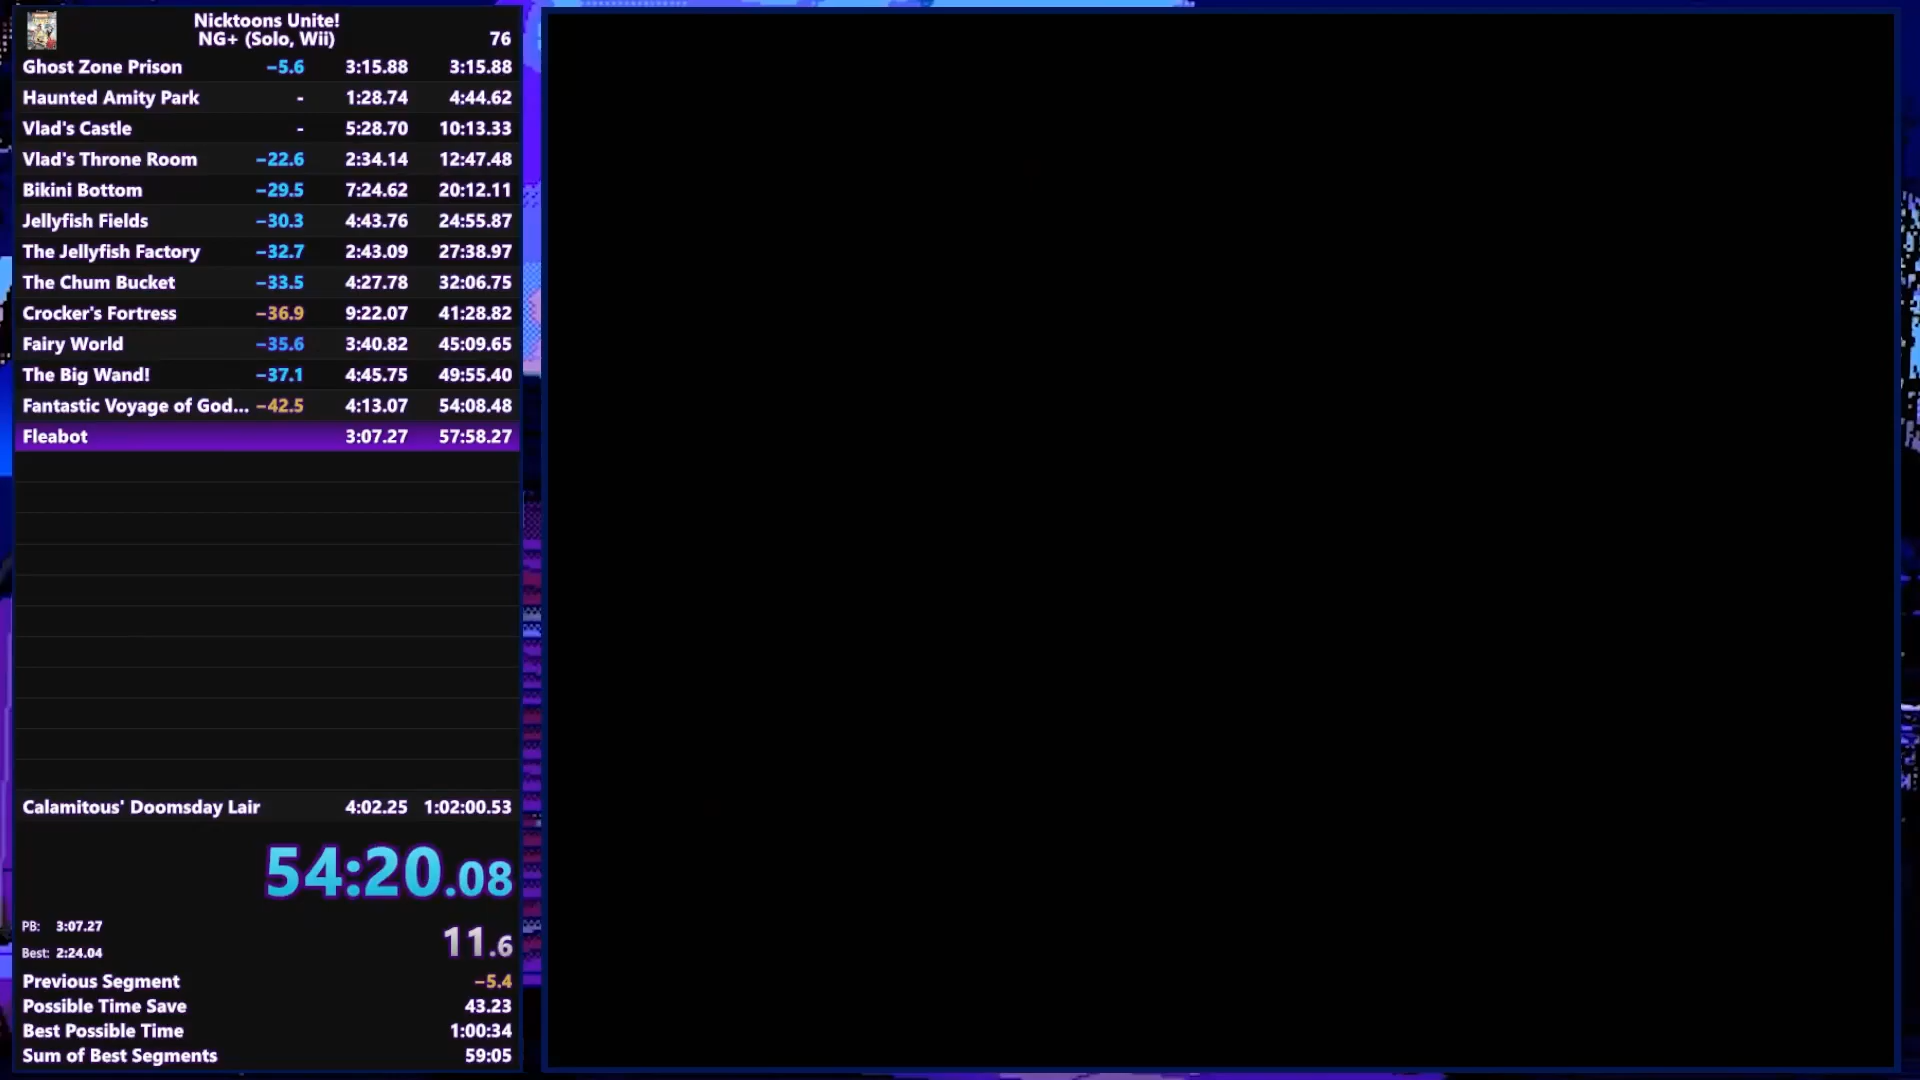 Nicktoons Unite!
NG+ (Solo, Wii) 76
Ghost Zone Prison −5.6 3:15.88 3:15.88
Haunted Amity Park - 1:28.74 4:44.62
Vlad's Castle - 5:28.70 10:13.33
Vlad's Throne Room −22.6 2:34.14 12:47.48
Bikini Bottom −29.5 7:24.62 20:12.11
Jellyfish Fields −30.3 4:43.76 24:55.87
The Jellyfish Factory −32.7 2:43.09 27:38.97
The Chum Bucket −33.5 4:27.78 32:06.75
Crocker's Fortress −36.9 9:22.07 41:28.82
Fairy World −35.6 3:40.82 45:09.65
The Big Wand! −37.1 4:45.75 49:55.40
Fantastic Voyage of God... −42.5 4:13.07 54:08.48
Fleabot 3:07.27 57:58.27
Calamitous' Doomsday Lair 4:02.25 1:02:00.53
54:20.08
PB: 3:07.27
11.6
Best: 2:24.04
Previous Segment −5.4
Possible Time Save 43.23
Best Possible Time 1:00:34
Sum of Best Segments 59:05